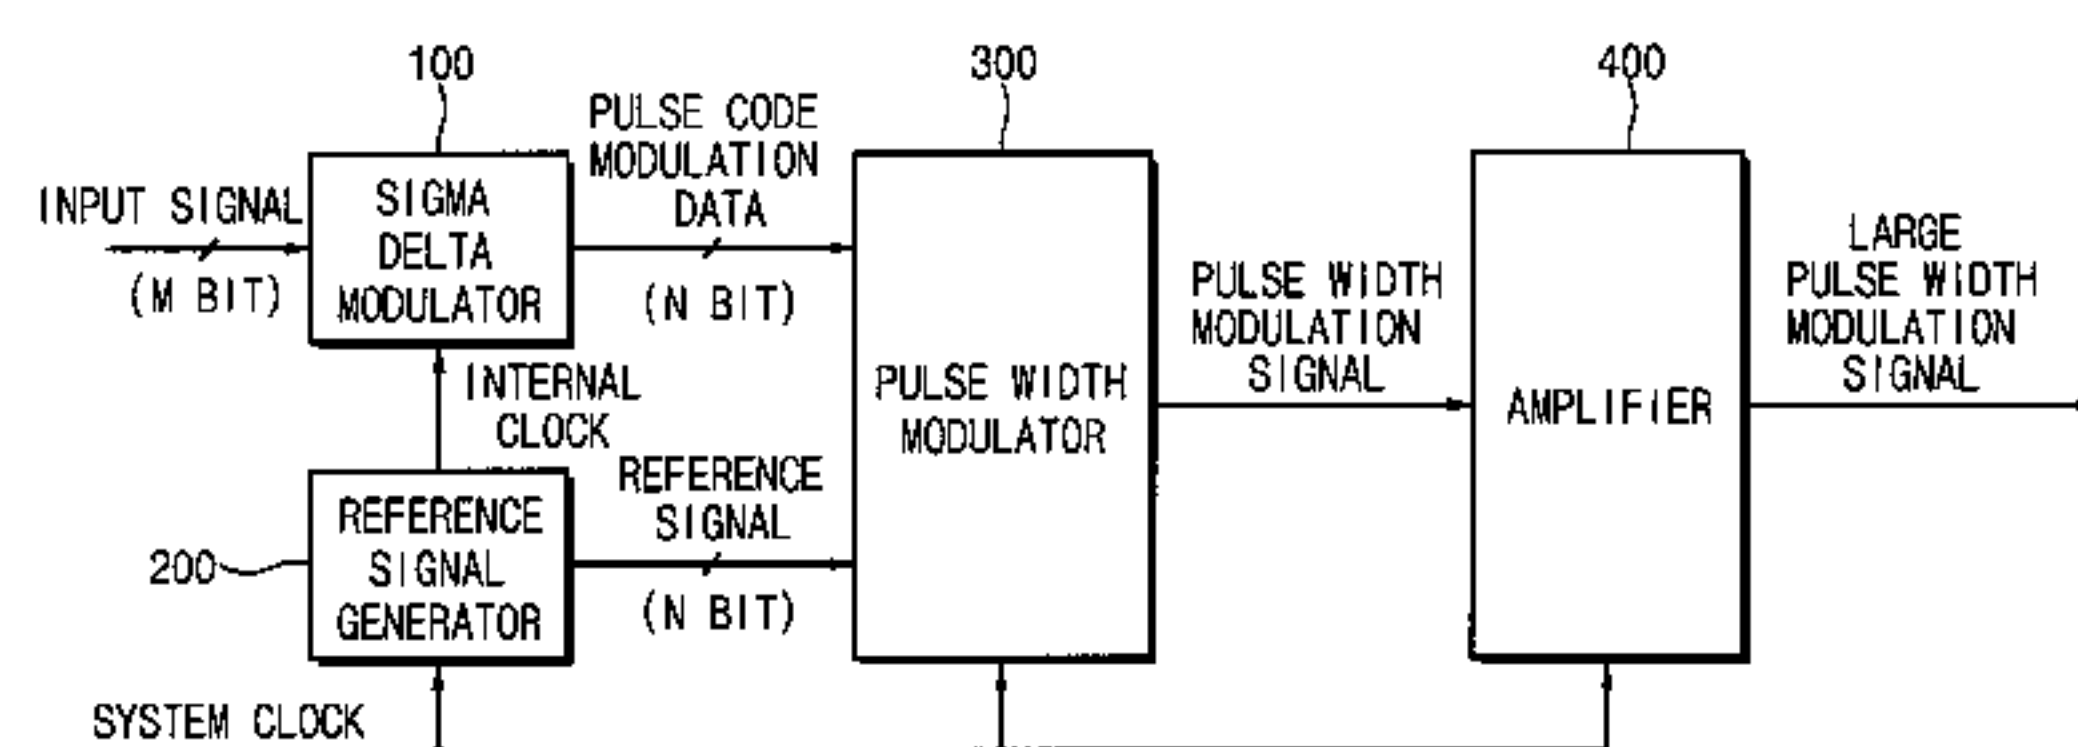 100
300
400
PULSE CODE
MODULATION
DATA
INPUT SIGNAL
(M BIT)
SIGMA
DELTA
MODULATOR
(N BIT)
INTERNAL
CLOCK
REFERENCE
SIGNAL
(N BIT)
200
REFERENCE
SIGNAL
GENERATOR
SYSTEM CLOCK
PULSE WIDTH
MODULATOR
PULSE WIDTH
MODULATION
SIGNAL
AMPLIFIER
LARGE
PULSE WIDTH
MODULATION
SIGNAL